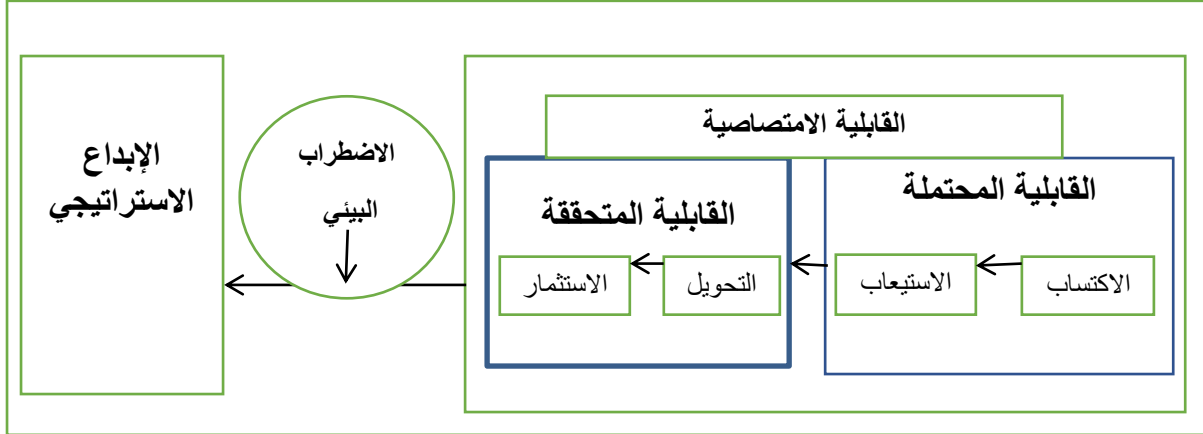 القابلية الامتصاصية
القابلية المحتملة
الاكتساب
الاستيعاب
القابلية المتحققة
التحويل
الاستثمار
الاضطراب
البيئي
الإبداع
الاستراتيجي